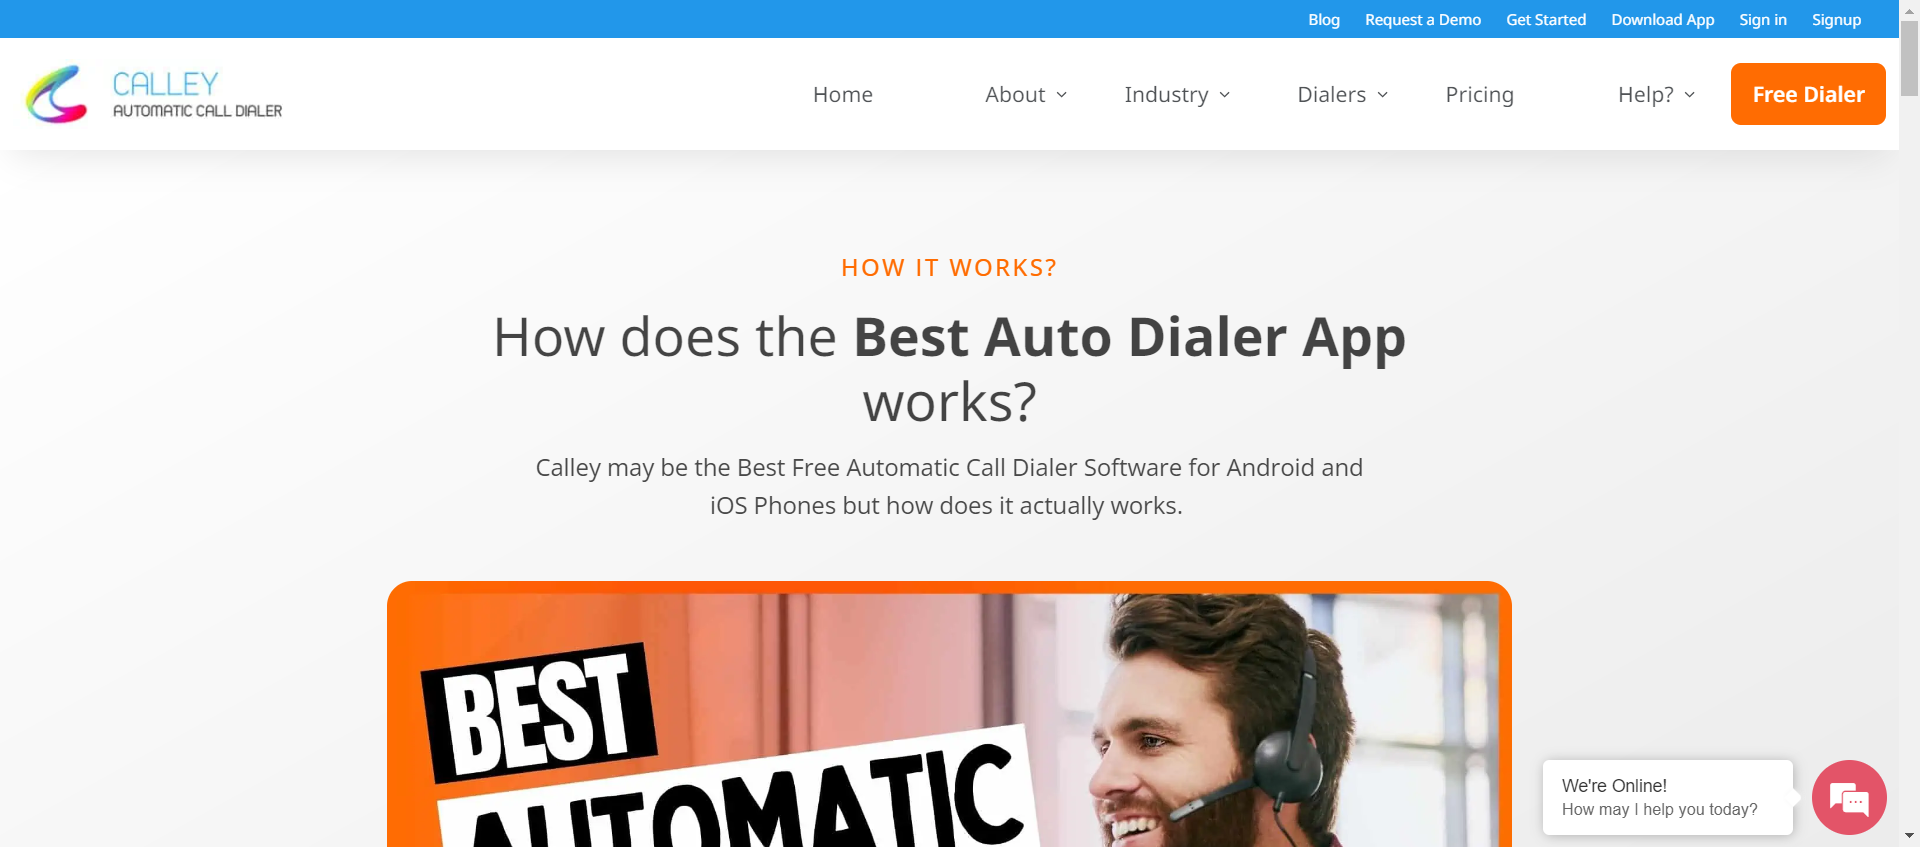 Blog Request a Demo Get Started Download App Sign in Signup
CALLEY
AUTOMATIC CALL DIALER
Home About Industry Dialers Pricing Help? Free Dialer
HOW IT WORKS?
How does the Best Auto Dialer App
works?
Calley may be the Best Free Automatic Call Dialer Software for Android and
iOS Phones but how does it actually works.
BEST
AUTOMATIC
We're Online!
How may I help you today?